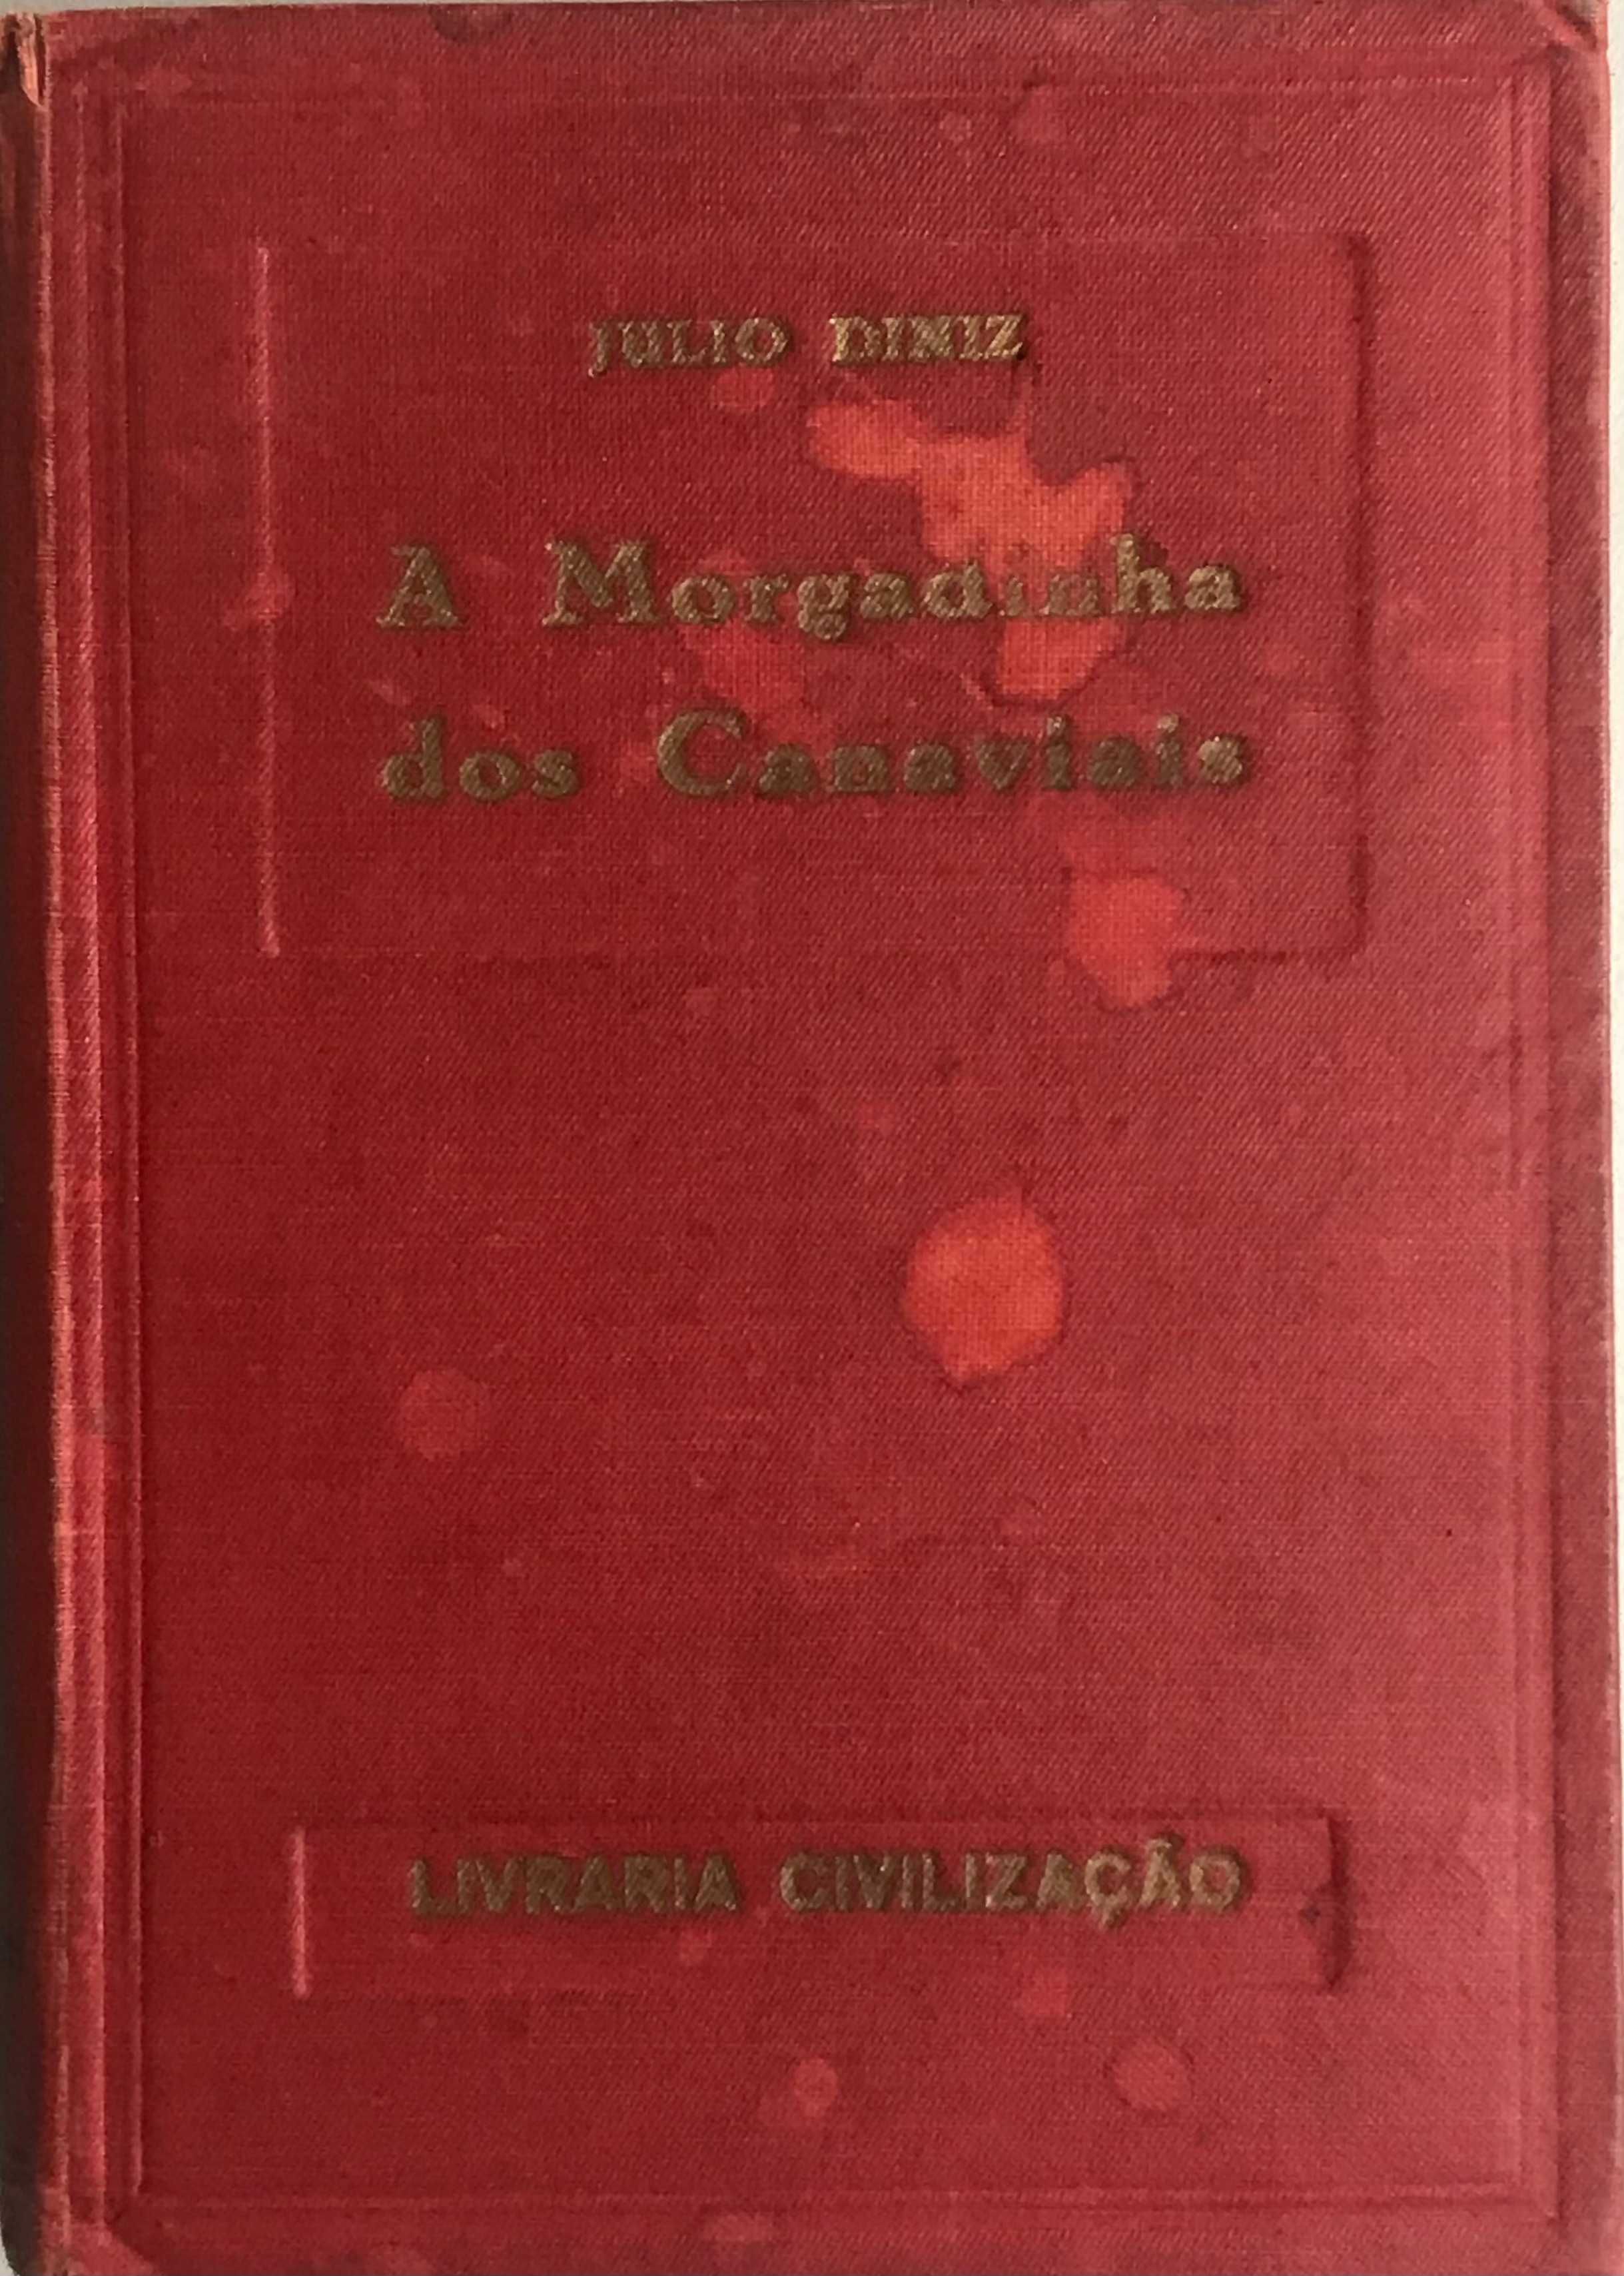 JULIO DINIZ
A Morgadinha
dos Canaviais
LIVRARIA CIVILIZAÇÃO